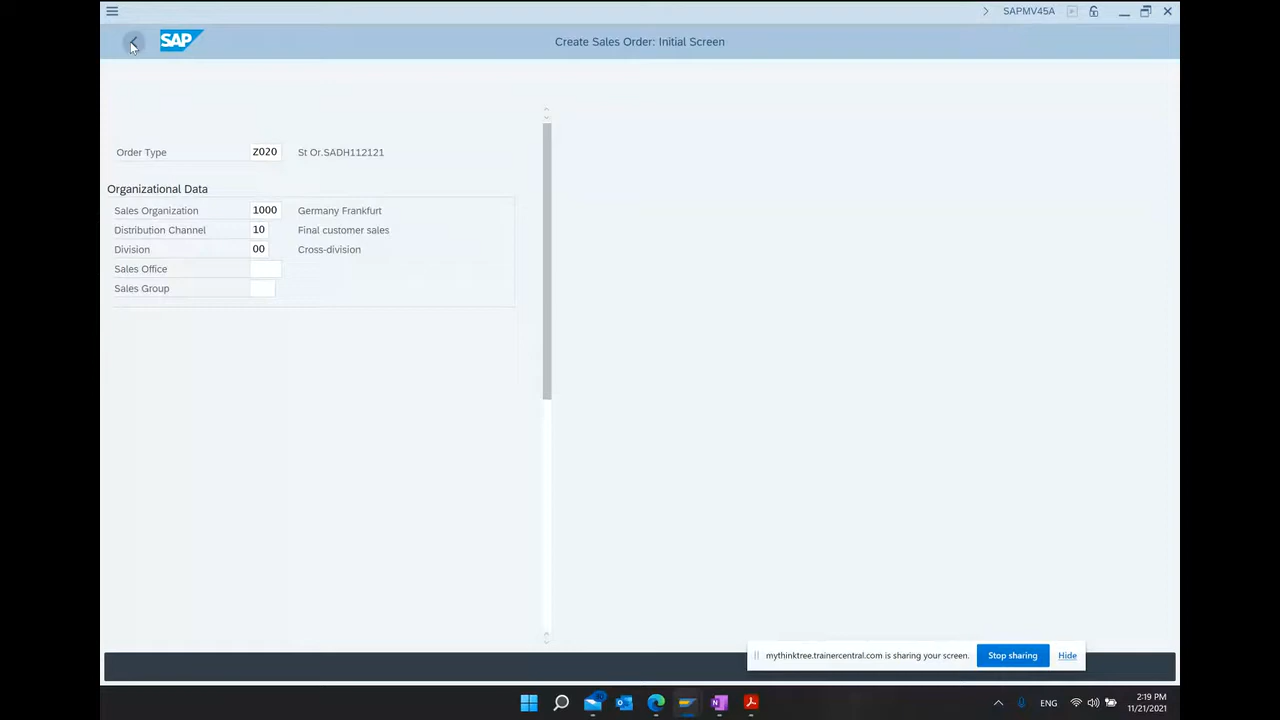 SAPMV45A
SAP
Create Sales Order: Initial Screen
Order Type Z020 St Or.SADH112121
Organizational Data
Sales Organization 1000 Germany Frankfurt
Distribution Channel 10 Final customer sales
Division 00 Cross-division
Sales Office
Sales Group
mythinktree.trainercentral.com is sharing your screen. Stop sharing Hide
ENG
2:19 PM
11/21/2021